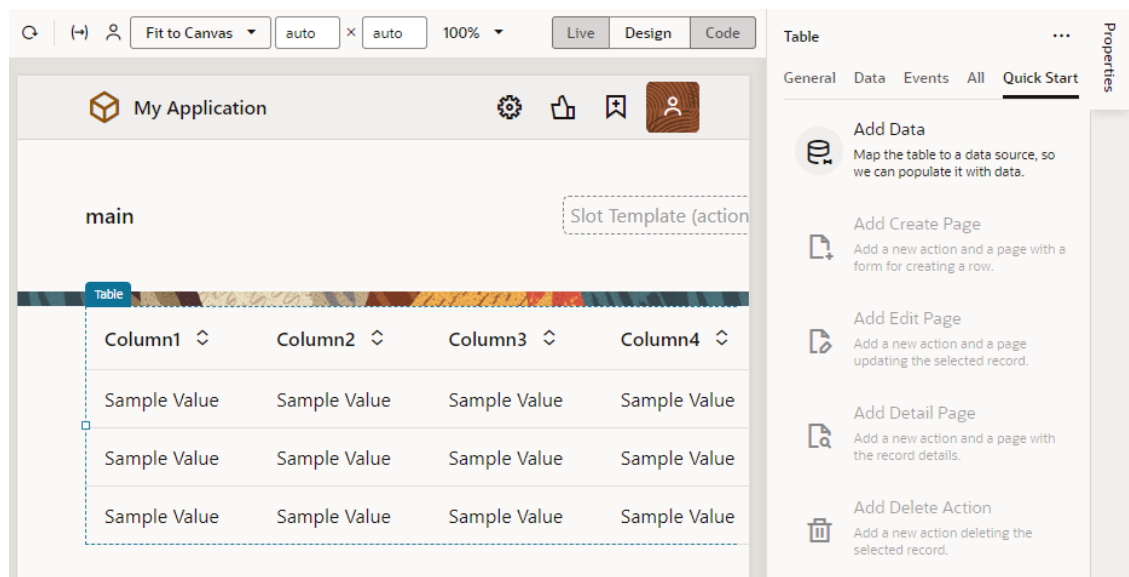 Fit to Canvas
auto × auto
100%
Live
Design
Code
My Application
main
Slot Template (action
Table
Column1
Column2
Column3
Column4
Sample Value
Sample Value
Sample Value
Sample Value
Sample Value
Sample Value
Sample Value
Sample Value
Sample Value
Sample Value
Sample Value
Sample Value
Table
...
General
Data
Events
All
Quick Start
Add Data
Map the table to a data source, so
we can populate it with data.
Add Create Page
Add a new action and a page with a
form for creating a row.
Add Edit Page
Add a new action and a page
updating the selected record.
Add Detail Page
Add a new action and a page with
the record details.
Add Delete Action
Add a new action deleting the
selected record.
Properties